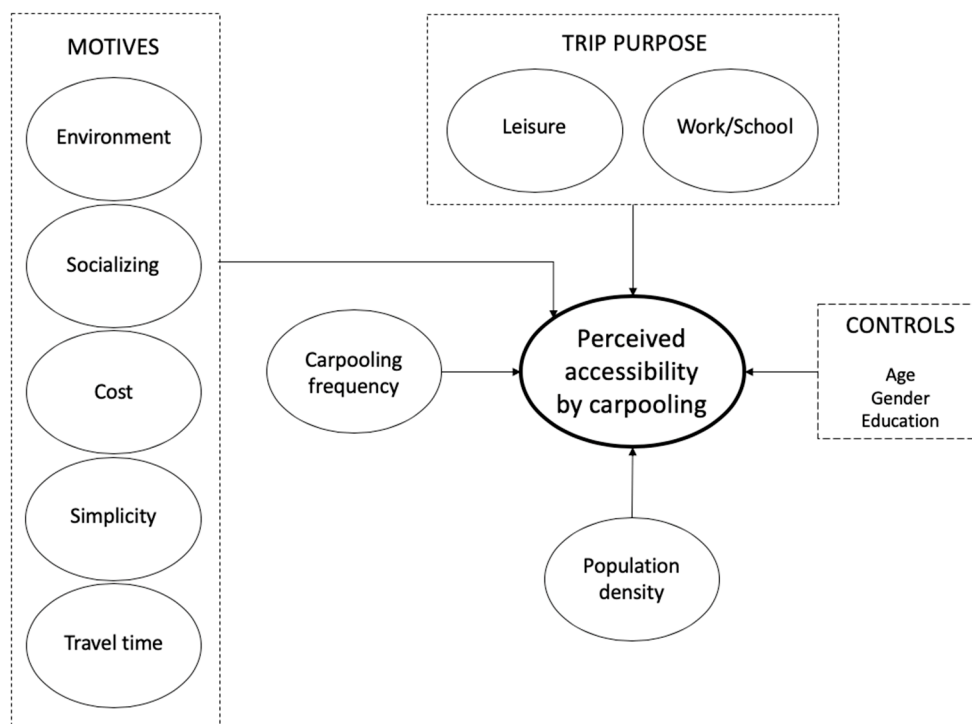 MOTIVES
Environment
Socializing
Cost
Simplicity
Travel time
TRIP PURPOSE
Leisure
Work/School
Carpooling
frequency
Perceived
accessibility
by carpooling
CONTROLS
Age
Gender
Education
Population
density